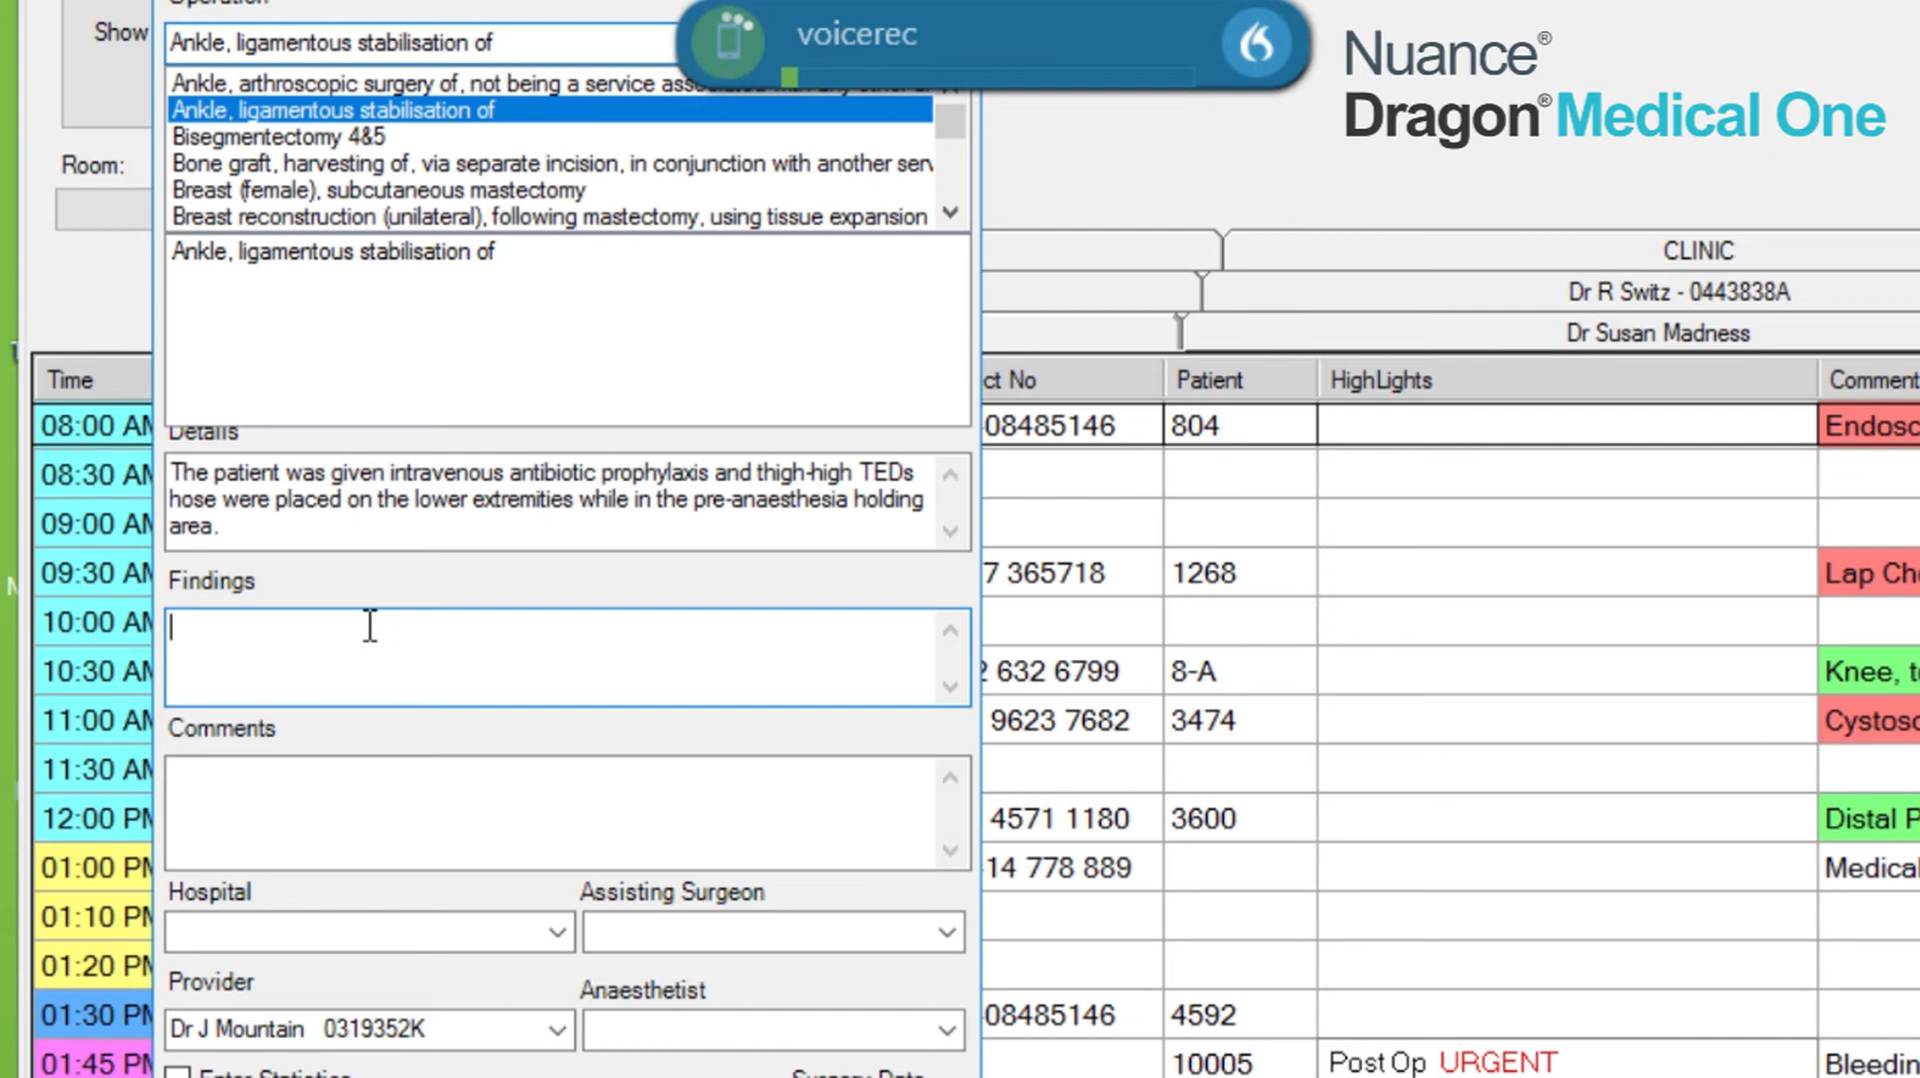 Operation
Show
Ankle, ligamentous stabilisation of
voicerec
Nuance®
Dragon® Medical One
Ankle, arthroscopic surgery of, not being a service
Ankle, ligamentous stabilisation of
Bisegmentectomy 4&5
Bone graft, harvesting of, via separate incision, in conjunction with another serv
Breast (female), subcutaneous mastectomy
Breast reconstruction (unilateral), following mastectomy, using tissue expansion
Room:
Ankle, ligamentous stabilisation of
CLINIC
Dr R Switz - 0443838A
Dr Susan Madness
Time
ct No
Patient
HighLights
Comment
08:00 AM
08485146
804
Endosc
Details
08:30 AM
The patient was given intravenous antibiotic prophylaxis and thigh-high TEDs
hose were placed on the lower extremities while in the pre-anaesthesia holding
area.
09:00 AM
09:30 AM
7 365718
1268
Lap Ch
Findings
10:00 AM
10:30 AM
2 632 6799
8-A
Knee, t
11:00 AM
9623 7682
3474
Cystosc
Comments
11:30 AM
12:00 PM
4571 1180
3600
Distal F
01:00 PM
14 778 889
Medical
Hospital
Assisting Surgeon
01:10 PM
01:20 PM
Provider
Anaesthetist
01:30 PM
Dr J Mountain 0319352K
08485146
4592
01:45 PM
10005
Post Op URGENT
Bleedin
Enter Statistics
Surgery Date